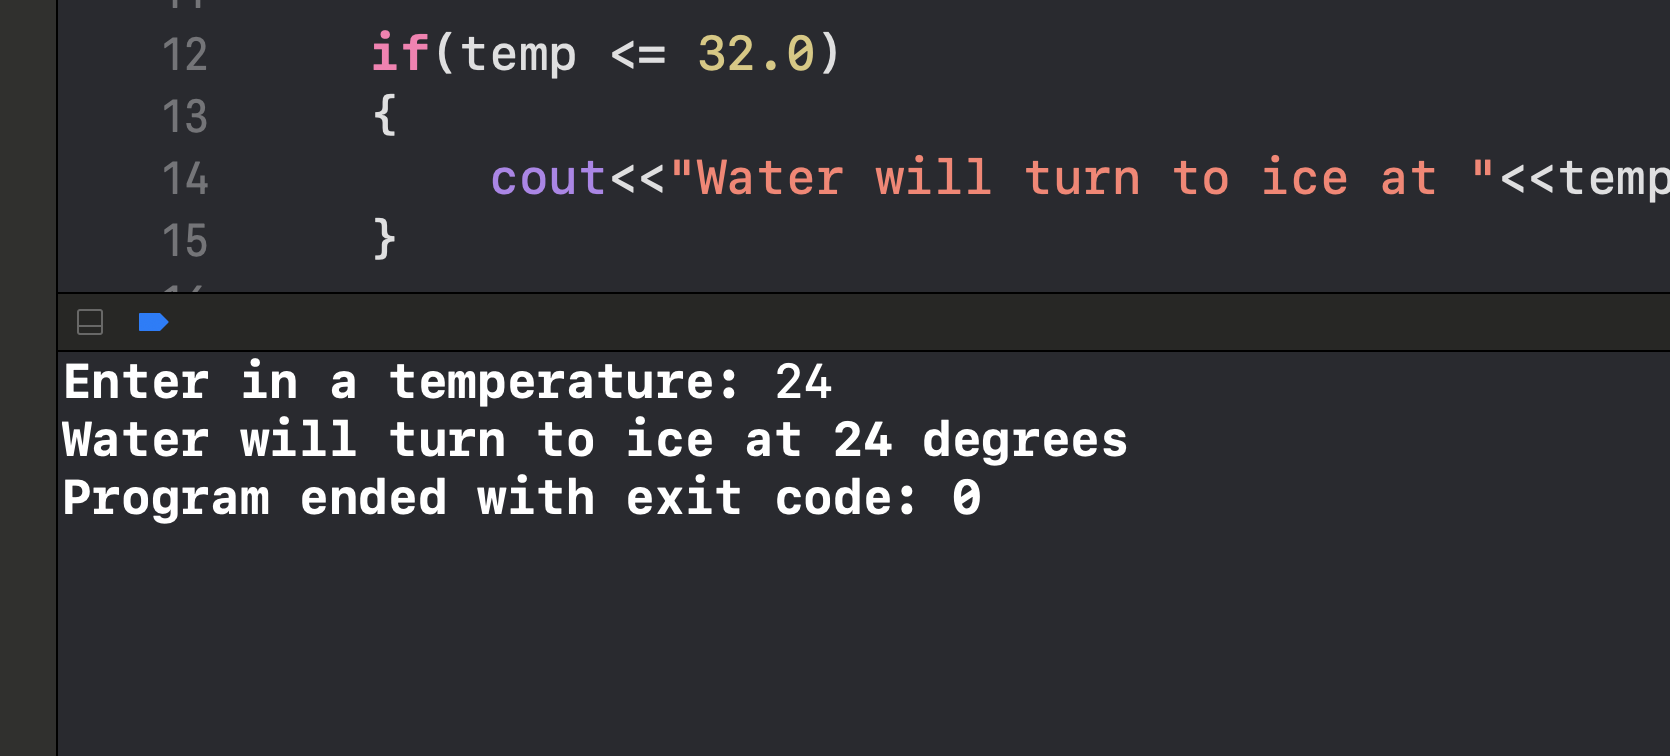 12 if(temp <= 32.0)
13 {
14 cout<<"Water will turn to ice at "<<temp
15 }
Enter in a temperature: 24
Water will turn to ice at 24 degrees
Program ended with exit code: 0